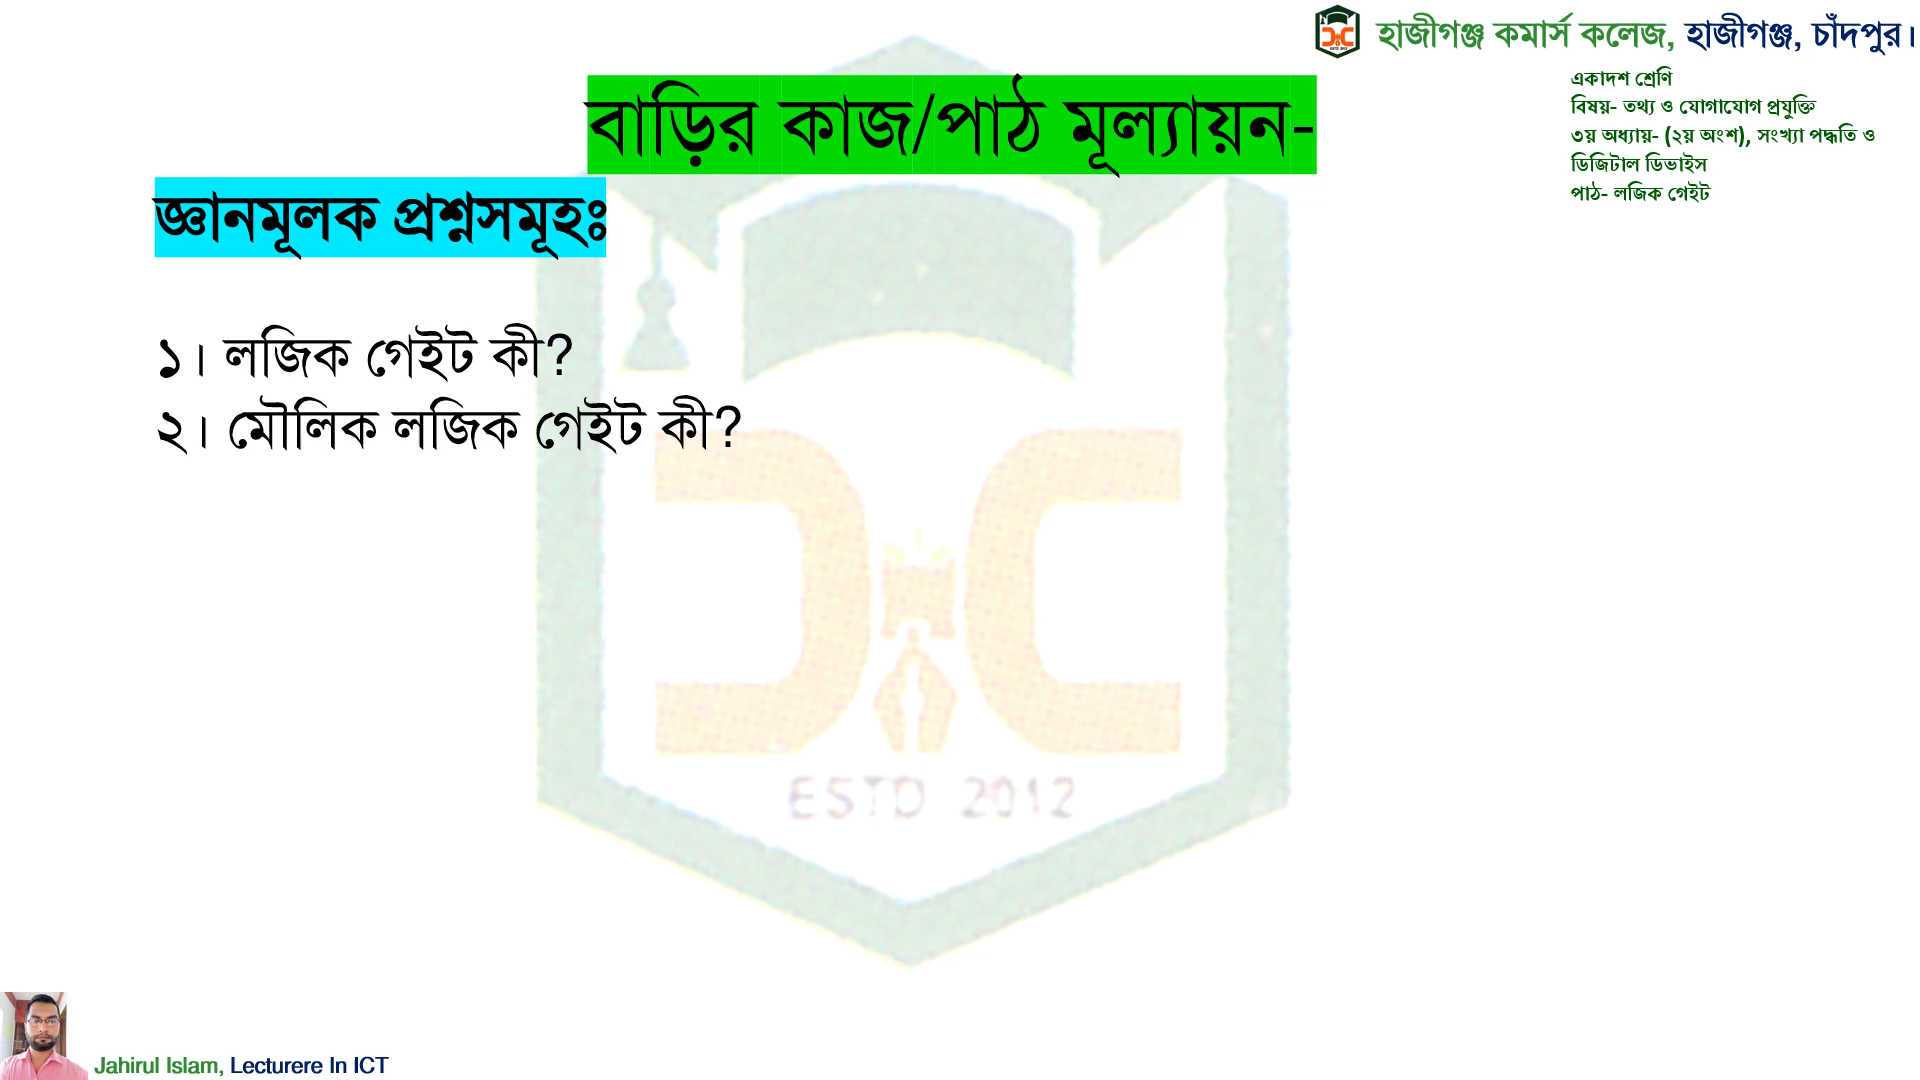 হাজীগঞ্জ কমার্স কলেজ, হাজীগঞ্জ, চাঁদপুর।
একাদশ শ্রেণি
বিষয়- তথ্য ও যোগাযোগ প্রযুক্তি
৩য় অধ্যায়- (২য় অংশ), সংখ্যা পদ্ধতি ও
ডিজিটাল ডিভাইস
পাঠ- লজিক গেইট
বাড়ির কাজ/পাঠ মূল্যায়ন-
জ্ঞানমূলক প্রশ্নসমূহঃ
১। লজিক গেইট কী?
২। মৌলিক লজিক গেইট কী?
ESTD 2012
Jahirul Islam, Lecturere In ICT